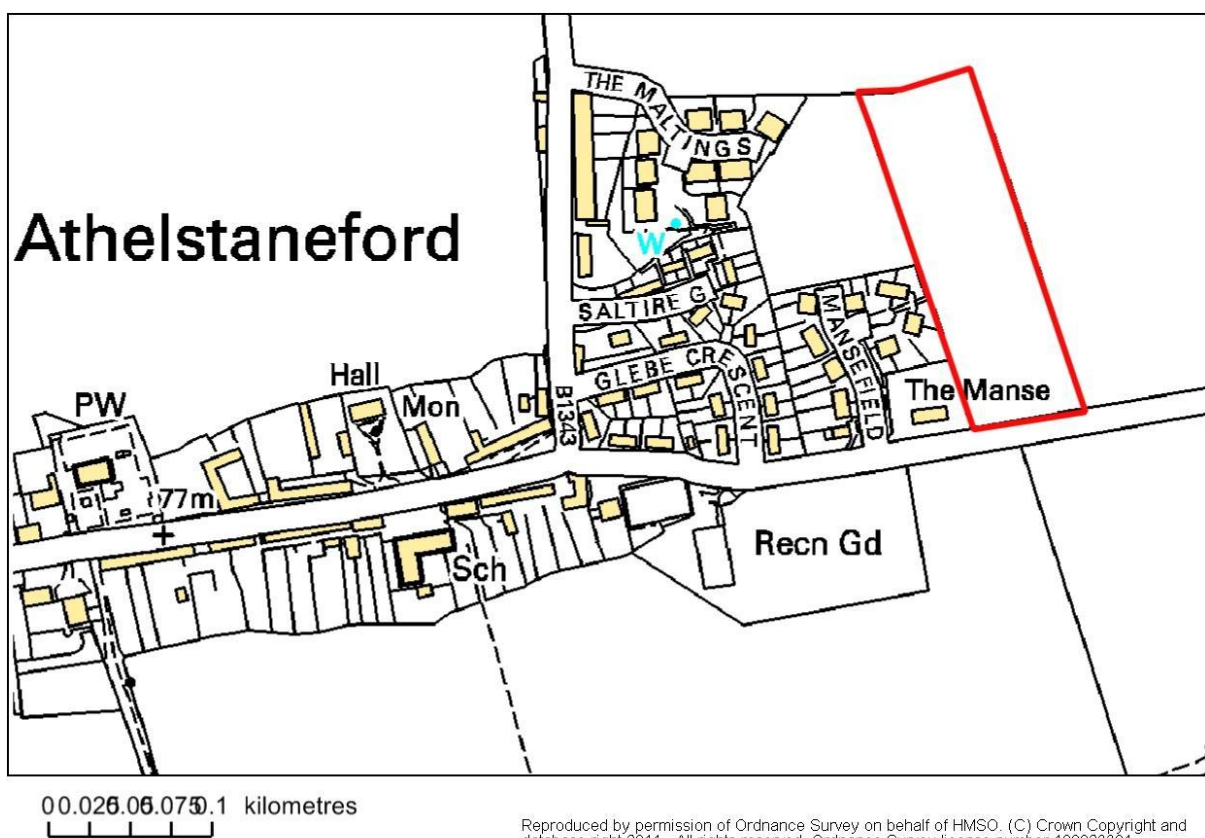 THE MALTINGS
Athelstaneford
W
SALTIRE G
GLEBE CRESCENT
MANSEFIELD
Hall
The Manse
PW
Mon
B1343
77m
Recn Gd
Sch
kilometres
Reproduced by permission of Ordnance Survey on behalf of HMSO. (C) Crown Copyright and